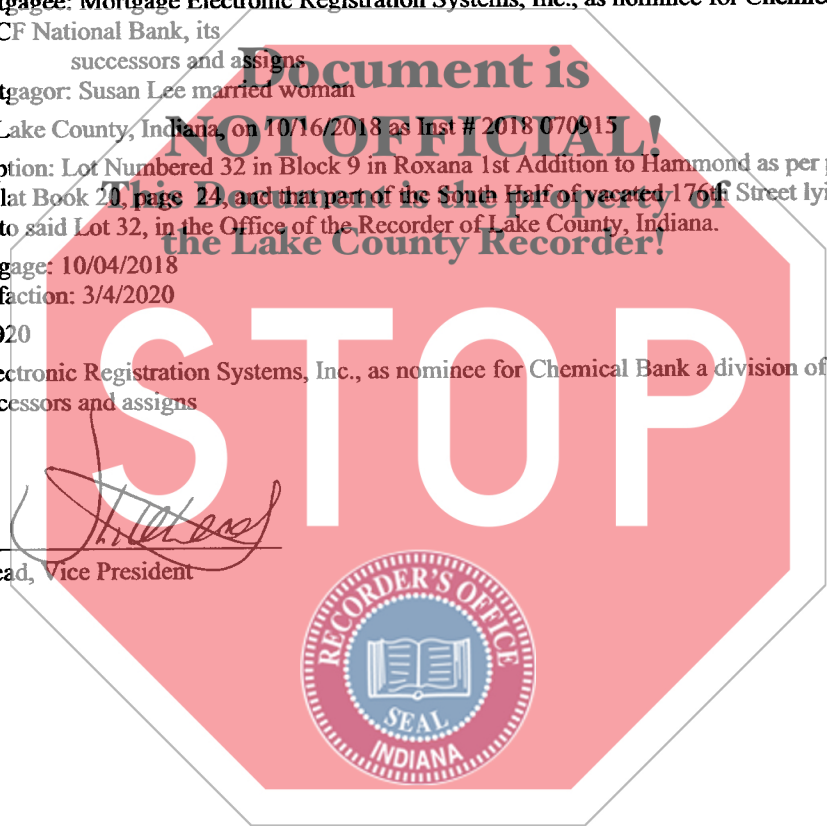 tgagee: Mortgage Electronic Registration Systems, Inc., as nominee for Chemic
CF National Bank, its
successors and assigns
Document is
tgagor: Susan Lee married woman
NOT OFFICIAL!
Lake County, Indiana, on 10/16/2018 as Inst # 2018 070915
ption: Lot Numbered 32 in Block 9 in Roxana 1st Addition to Hammond as per p
This Document is the property of
lat Book 20, page 24, and that part of the South Half of vacated 176th Street lyi
to said Lot 32, in the Office of the Recorder of Lake County, Indiana.
the Lake County Recorder!
gage: 10/04/2018
faction: 3/4/2020
020
STOP
ectronic Registration Systems, Inc., as nominee for Chemical Bank a division of
cessors and assigns
ead, Vice President
RECORDER'S OFFICE
SEAL
INDIANA